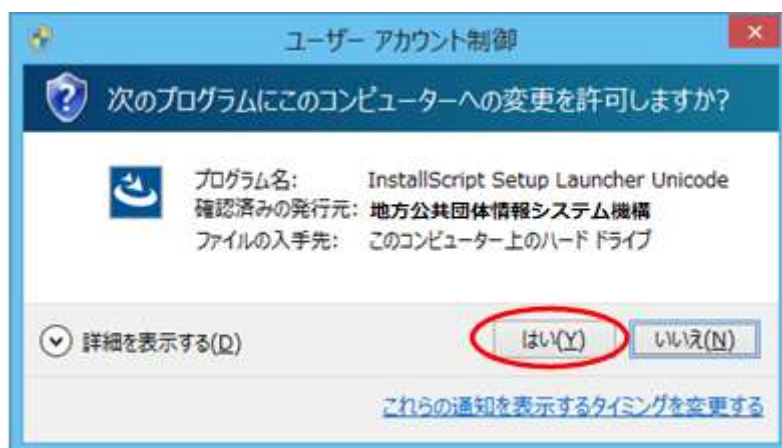 ユーザー アカウント制御
次のプログラムにこのコンピューターへの変更を許可しますか?
プログラム名: InstallScript Setup Launcher Unicode
確認済みの発行元: 地方公共団体情報システム機構
ファイルの入手先: このコンピューター上のハード ドライブ
詳細を表示する(D) はい(Y) いいえ(N)
これらの通知を表示するタイミングを変更する